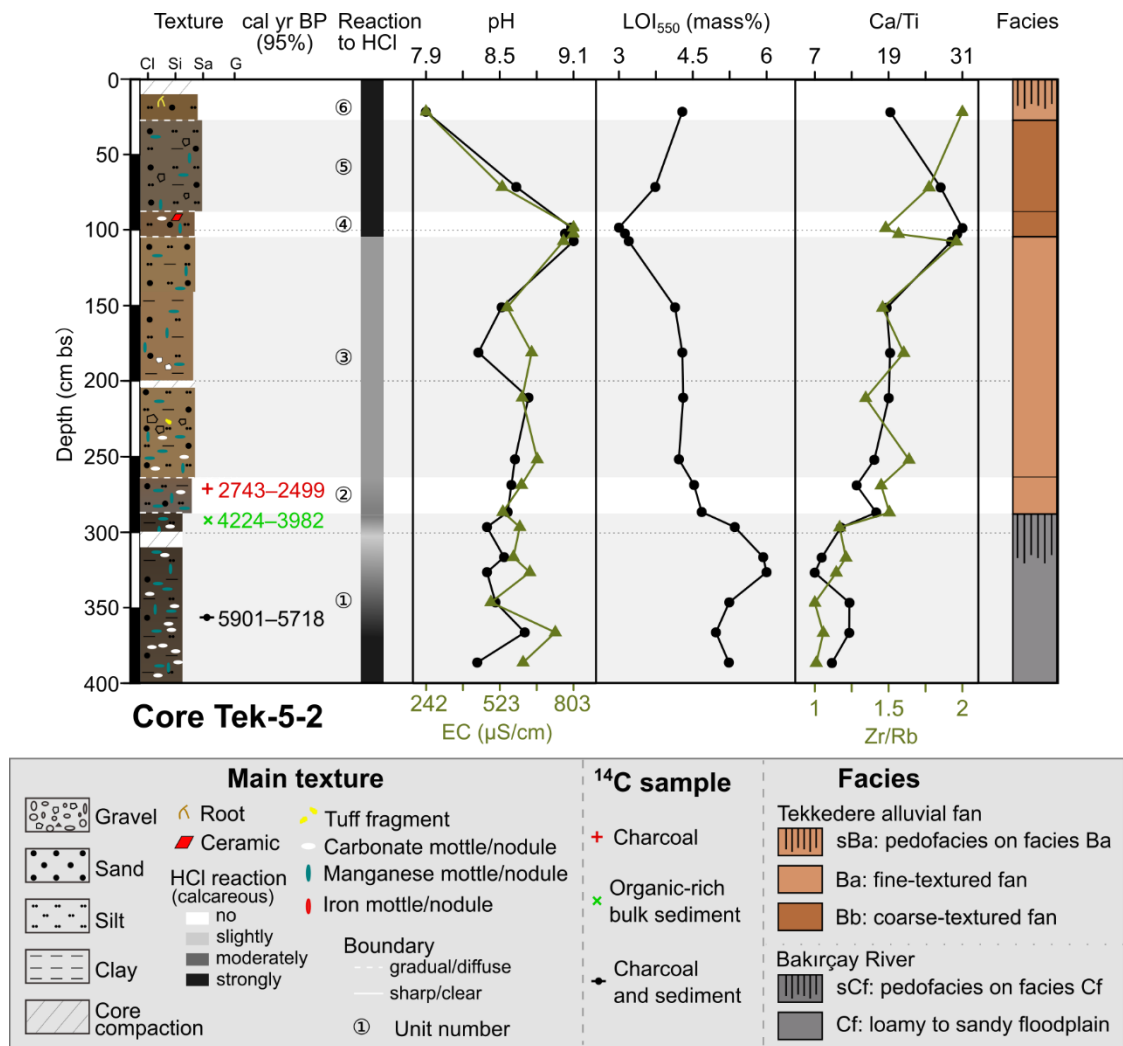 Texture cal yr BP (95%) Reaction to HCl pH LOI550 (mass%) Ca/Ti Facies
Cl Si Sa G
7.9 8.5 9.1 3 4.5 6 7 19 31
0
50
100
150
200
250
300
350
400
Depth (cm bs)
⑥
⑤
④
③
②
①
2743–2499
4224–3982
5901–5718
Core Tek-5-2
242 523 803
EC (µS/cm)
1 1.5 2
Zr/Rb
Main texture
Gravel
Sand
Silt
Clay
Core compaction
Root
Ceramic
HCl reaction
(calcareous)
no
slightly
moderately
strongly
Tuff fragment
Carbonate mottle/nodule
Manganese mottle/nodule
Iron mottle/nodule
Boundary
gradual/diffuse
sharp/clear
① Unit number
14C sample
Charcoal
Organic-rich
bulk sediment
Charcoal
and sediment
Facies
Tekkedere alluvial fan
sBa: pedofacies on facies Ba
Ba: fine-textured fan
Bb: coarse-textured fan
Bakırçay River
sCf: pedofacies on facies Cf
Cf: loamy to sandy floodplain